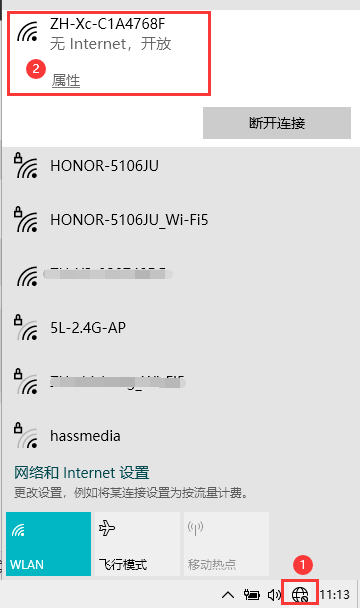 ZH-Xc-C1A4768F
无 Internet，开放
2
属性
断开连接
HONOR-5106JU
HONOR-5106JU_Wi-Fi5
5L-2.4G-AP
hassmedia
网络和 Internet 设置
更改设置，例如将某连接设置为按流量计费。
WLAN
飞行模式
移动热点
1
11:13